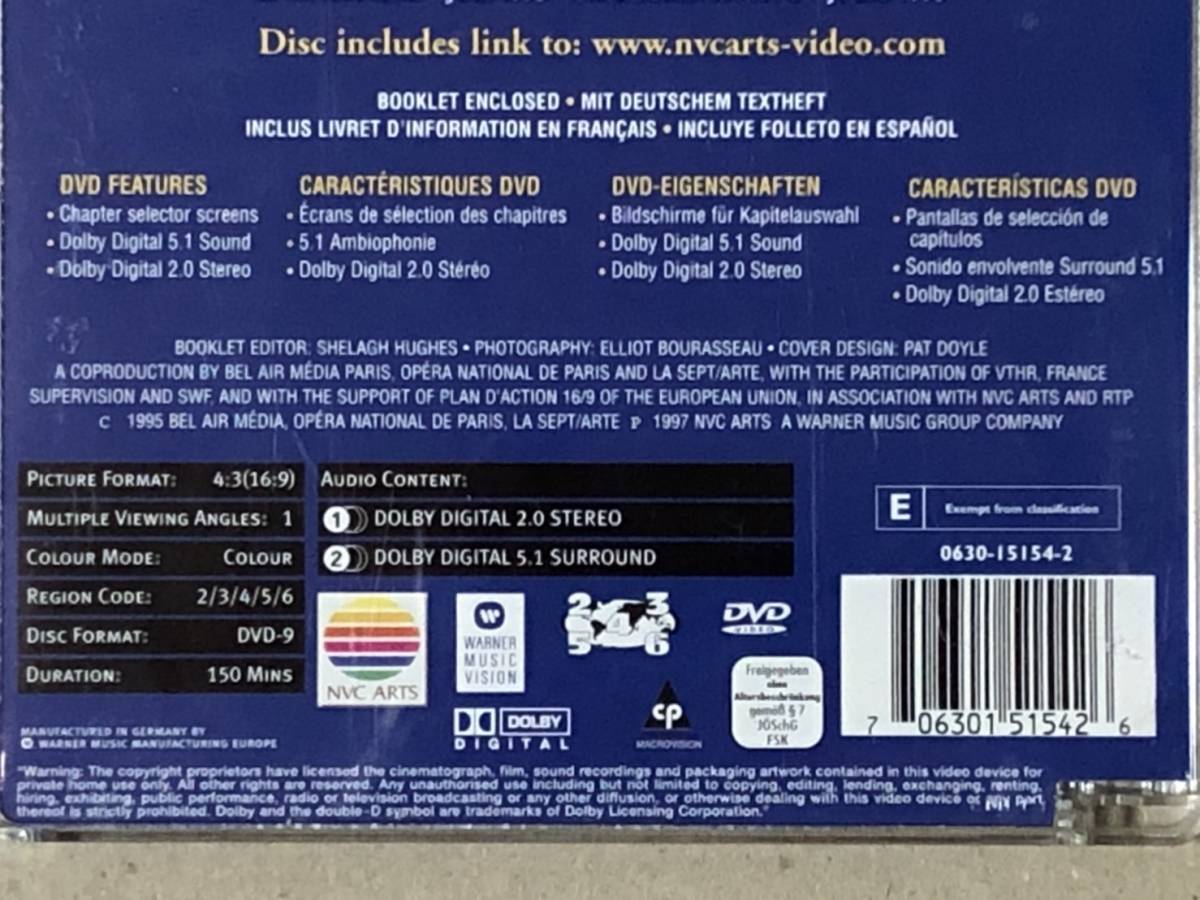 Disc includes link to: www.nvcarts-video.com
BOOKLET ENCLOSED • MIT DEUTSCHEM TEXTHEFT
INCLUS LIVRET D'INFORMATION EN FRANÇAIS • INCLUYE FOLLETO EN ESPAÑOL
DVD FEATURES
• Chapter selector screens
• Dolby Digital 5.1 Sound
• Dolby Digital 2.0 Stereo
CARACTÉRISTIQUES DVD
• Écrans de sélection des chapitres
• 5.1 Ambiophonie
• Dolby Digital 2.0 Stéréo
DVD-EIGENSCHAFTEN
• Bildschirme für Kapitelauswahl
• Dolby Digital 5.1 Sound
• Dolby Digital 2.0 Stereo
CARACTERÍSTICAS DVD
• Pantallas de selección de
capítulos
• Sonido envolvente Surround 5.1
• Dolby Digital 2.0 Estéreo
BOOKLET EDITOR: SHELAGH HUGHES • PHOTOGRAPHY: ELLIOT BOURASSEAU • COVER DESIGN: PAT DOYLE
A COPRODUCTION BY BEL AIR MÉDIA PARIS, OPÉRA NATIONAL DE PARIS AND LA SEPT/ARTE, WITH THE PARTICIPATION OF VTHR, FRANCE
SUPERVISION AND SWF, AND WITH THE SUPPORT OF PLAN D'ACTION 16/9 OF THE EUROPEAN UNION, IN ASSOCIATION WITH NVC ARTS AND RTP
C 1995 BEL AIR MÉDIA, OPÉRA NATIONAL DE PARIS, LA SEPT/ARTE P 1997 NVC ARTS A WARNER MUSIC GROUP COMPANY
PICTURE FORMAT: 4:3(16:9)
MULTIPLE VIEWING ANGLES: 1
COLOUR MODE: COLOUR
REGION CODE: 2/3/4/5/6
DISC FORMAT: DVD-9
DURATION: 150 MINS
AUDIO CONTENT:
1 DOLBY DIGITAL 2.0 STEREO
2 DOLBY DIGITAL 5.1 SURROUND
E Exempt from classification
0630-15154-2
NVC ARTS
WARNER
MUSIC
VISION
2 3
4
5 6
DVD
VIDEO
DOLBY
DIGITAL
cp
MACROVISION
Freigegeben
ohne
Altersbeschränkung
gemäß § 7
JÖSchG
FSK
7 06301 51542 6
MANUFACTURED IN GERMANY BY
WARNER MUSIC MANUFACTURING EUROPE
"Warning: The copyright proprietors have licensed the cinematograph, film, sound recordings and packaging artwork contained in this video device for
private home use only. All other rights are reserved. Any unauthorised use including but not limited to copying, editing, lending, exchanging, renting,
hiring, exhibiting, public performance, radio or television broadcasting or any other diffusion, or otherwise dealing with this video device or any part
thereof is strictly prohibited. Dolby and the double-D symbol are trademarks of Dolby Licensing Corporation."